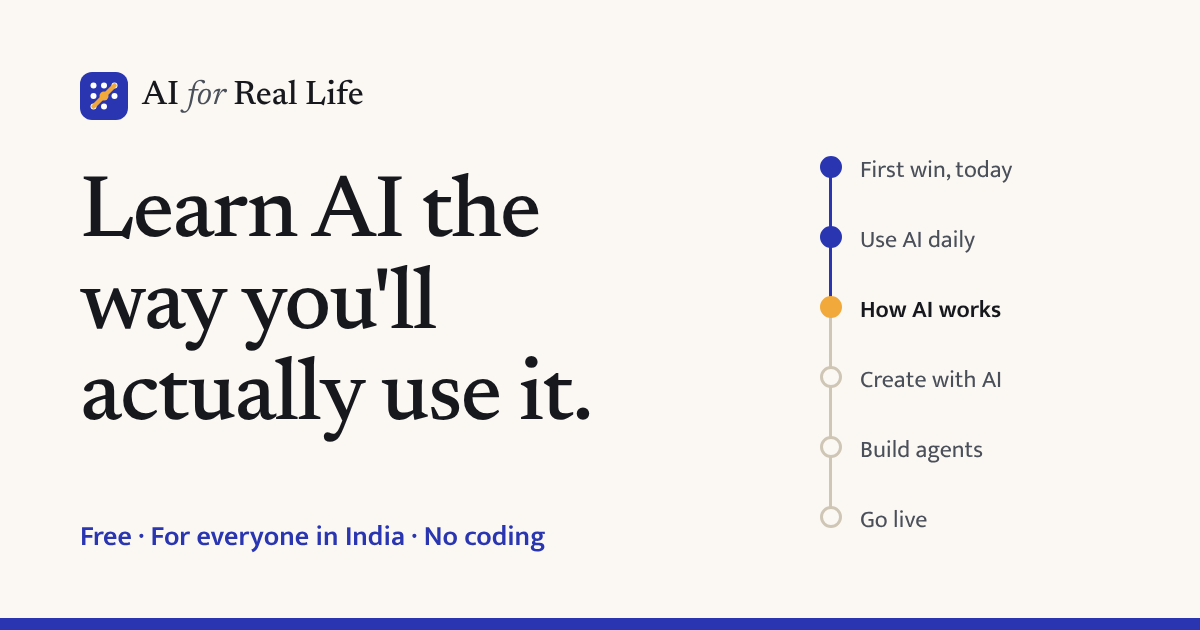 AI for Real Life
Learn AI the
way you'll
actually use it.
Free · For everyone in India · No coding
First win, today
Use AI daily
How AI works
Create with AI
Build agents
Go live